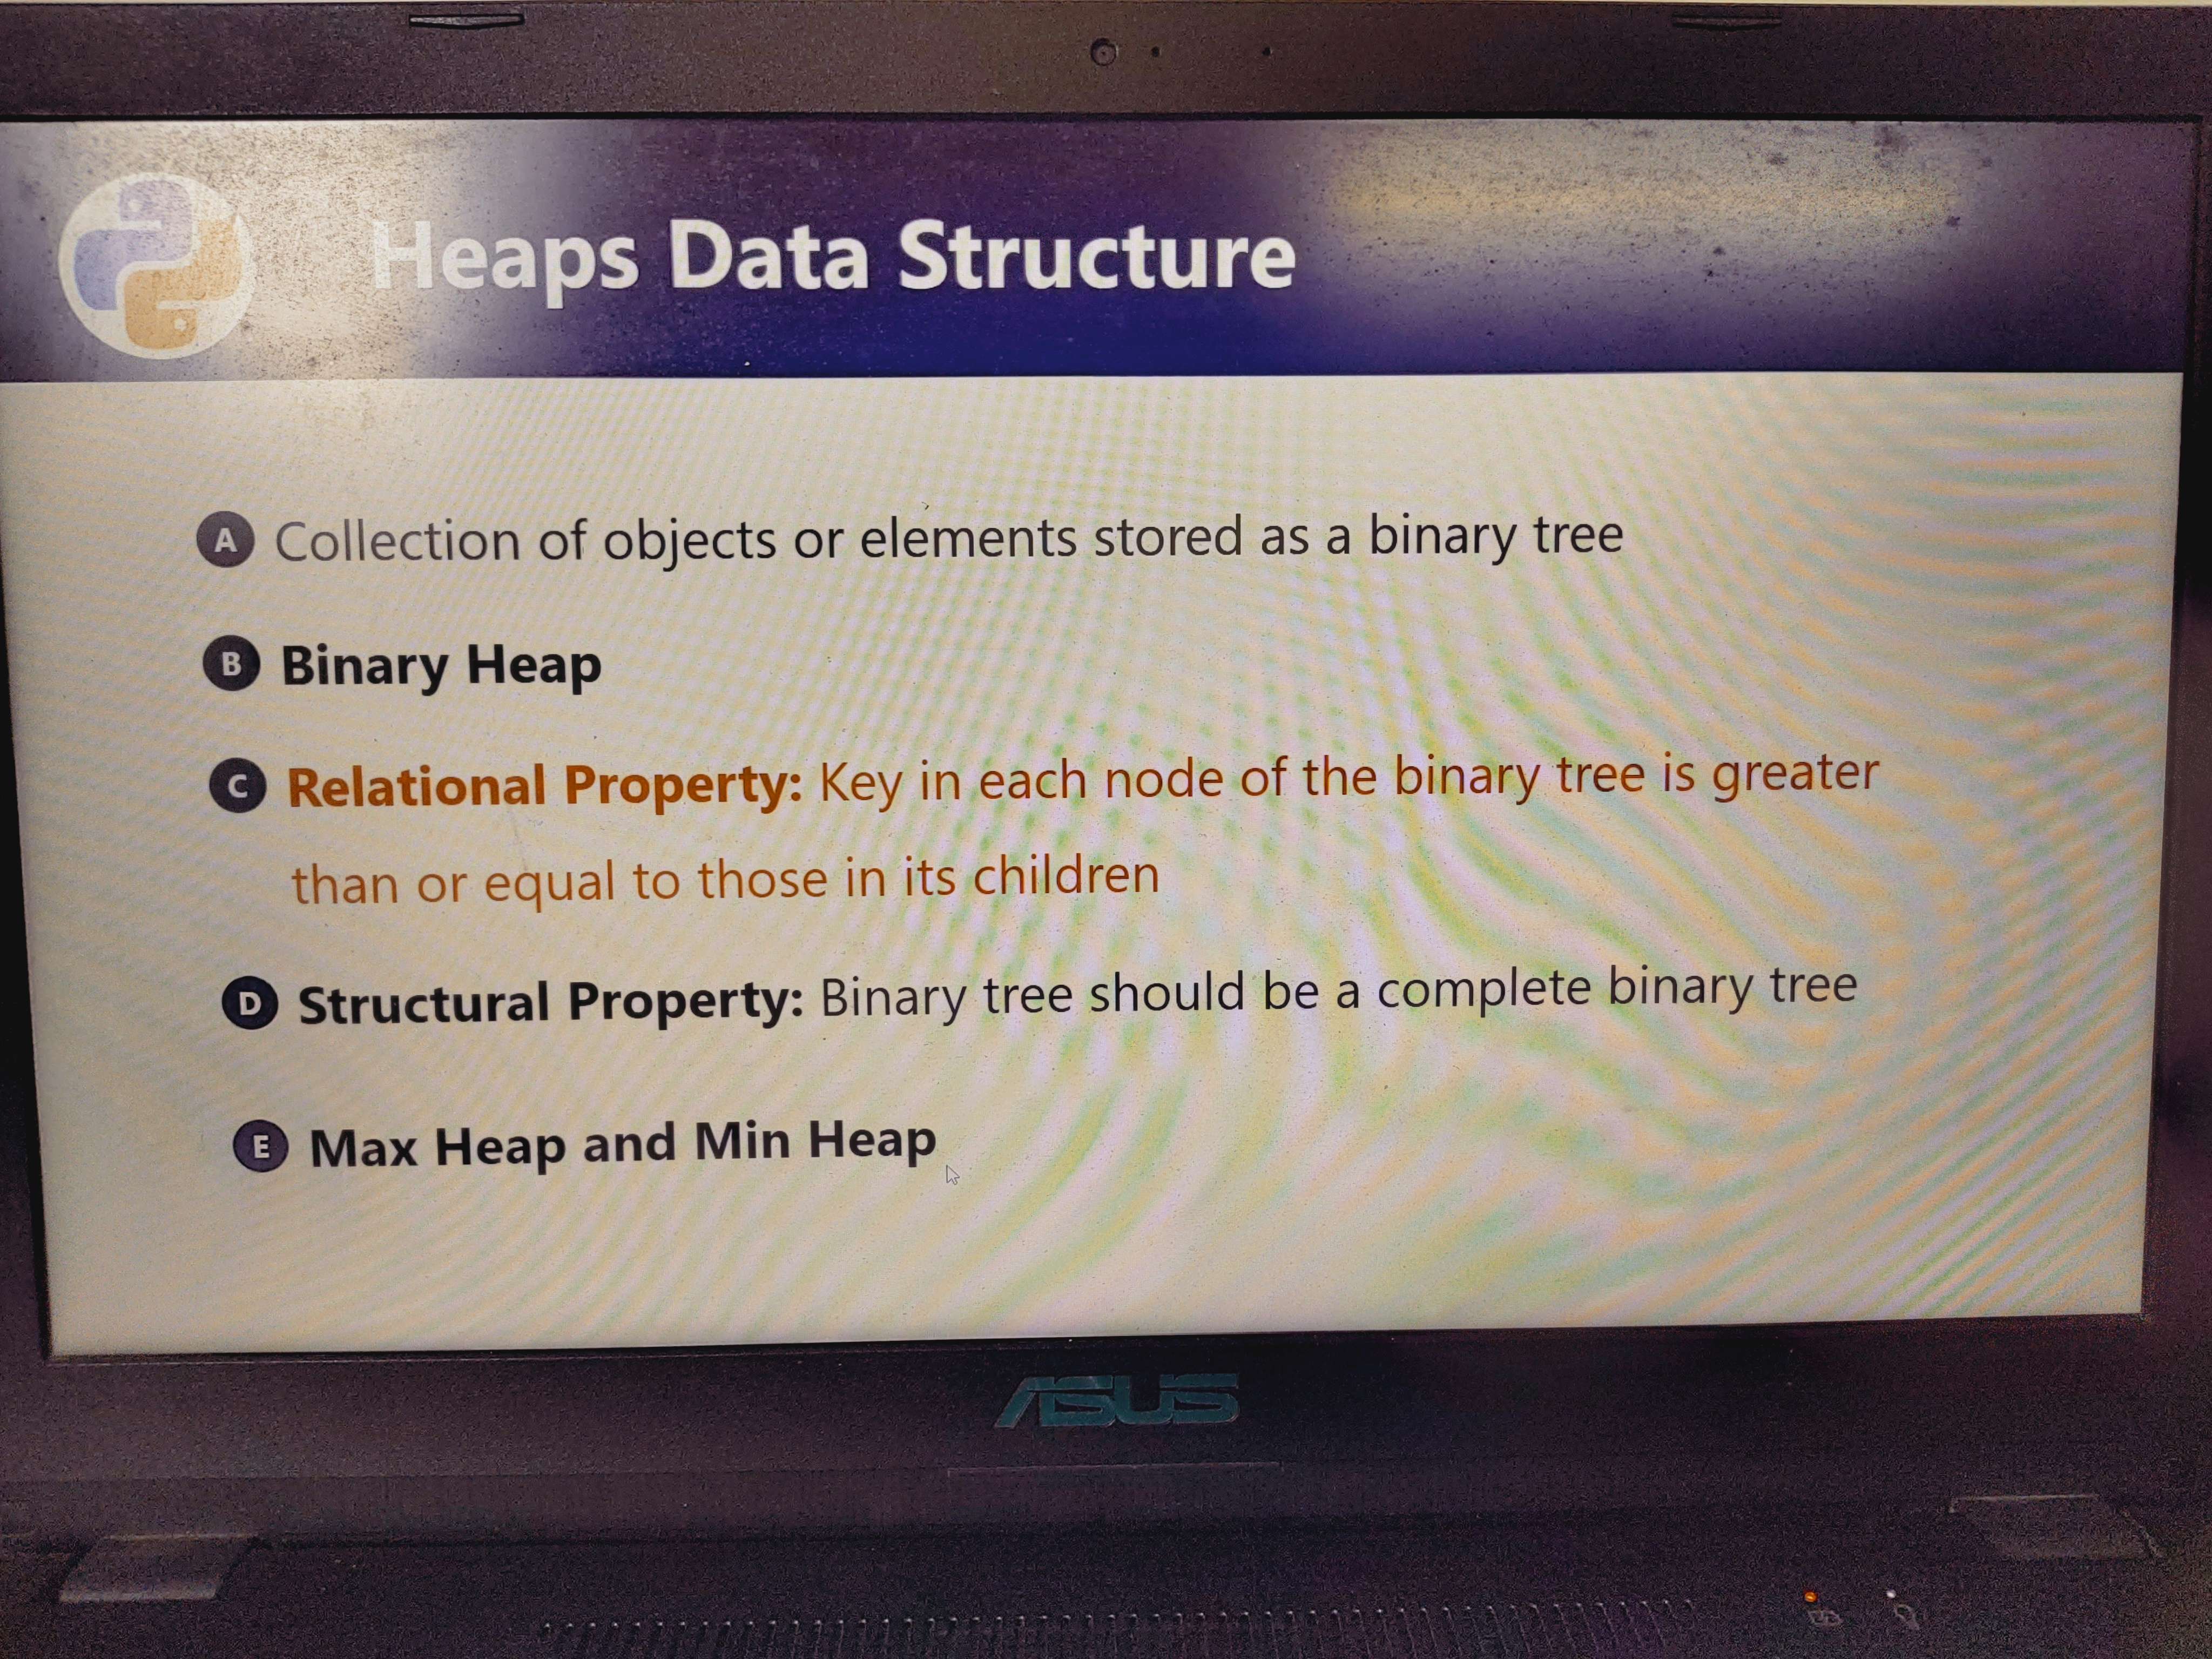 Heaps Data Structure
A Collection of objects or elements stored as a binary tree
B Binary Heap
C Relational Property: Key in each node of the binary tree is greater
than or equal to those in its children
D Structural Property: Binary tree should be a complete binary tree
E Max Heap and Min Heap
ASUS